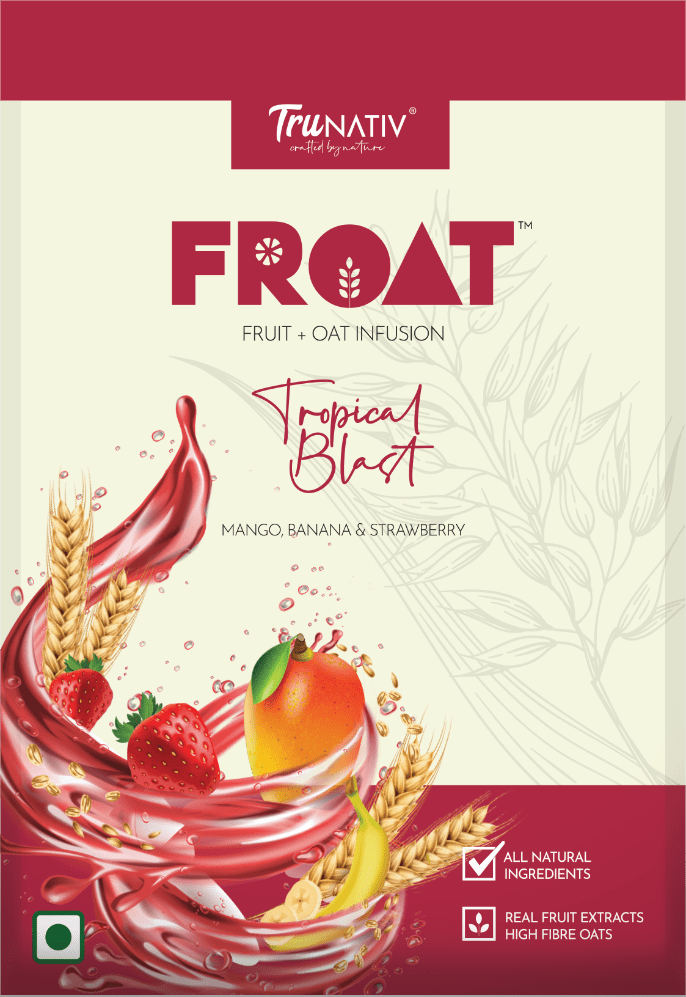 TruNATIV®
crafted by nature
FROAT™
FRUIT + OAT INFUSION
Tropical
Blast
MANGO, BANANA & STRAWBERRY
ALL NATURAL
INGREDIENTS
REAL FRUIT EXTRACTS
HIGH FIBRE OATS